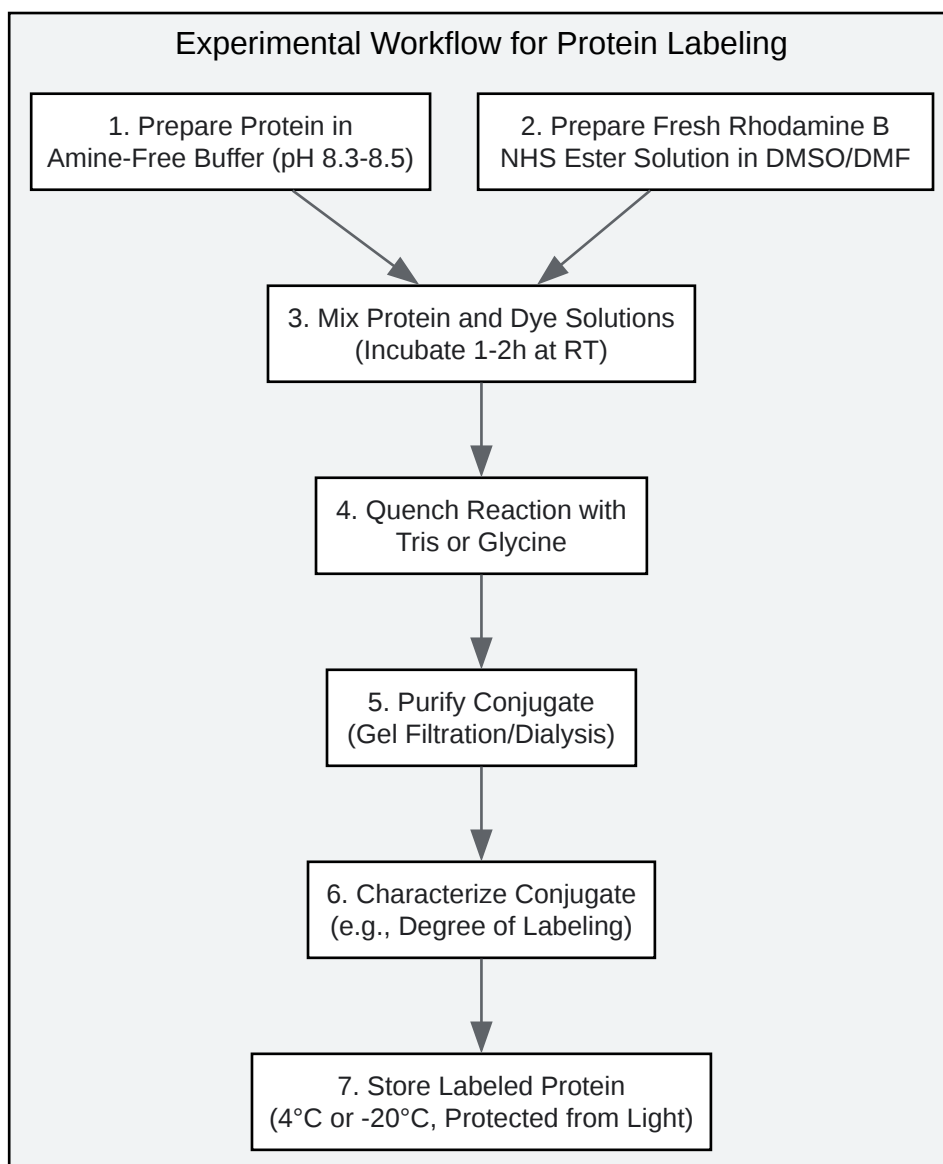 Experimental Workflow for Protein Labeling
1. Prepare Protein in
Amine-Free Buffer (pH 8.3-8.5)
2. Prepare Fresh Rhodamine B
NHS Ester Solution in DMSO/DMF
3. Mix Protein and Dye Solutions
(Incubate 1-2h at RT)
4. Quench Reaction with
Tris or Glycine
5. Purify Conjugate
(Gel Filtration/Dialysis)
6. Characterize Conjugate
(e.g., Degree of Labeling)
7. Store Labeled Protein
(4°C or -20°C, Protected from Light)